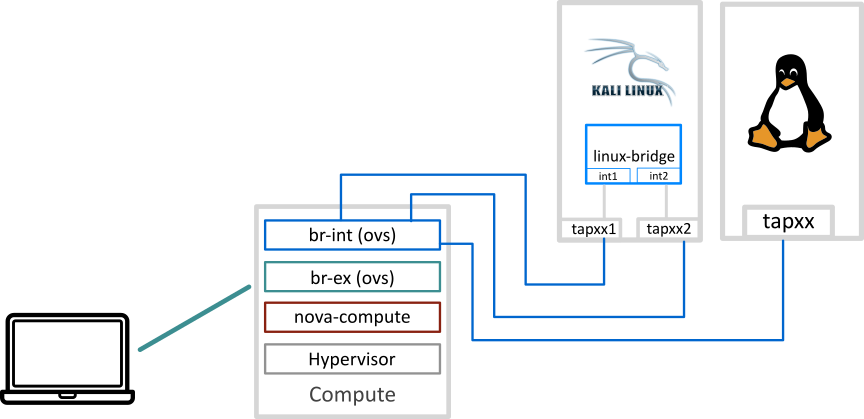 KALI LINUX
linux-bridge
int1
int2
tapxx1
tapxx2
tapxx
br-int (ovs)
br-ex (ovs)
nova-compute
Hypervisor
Compute